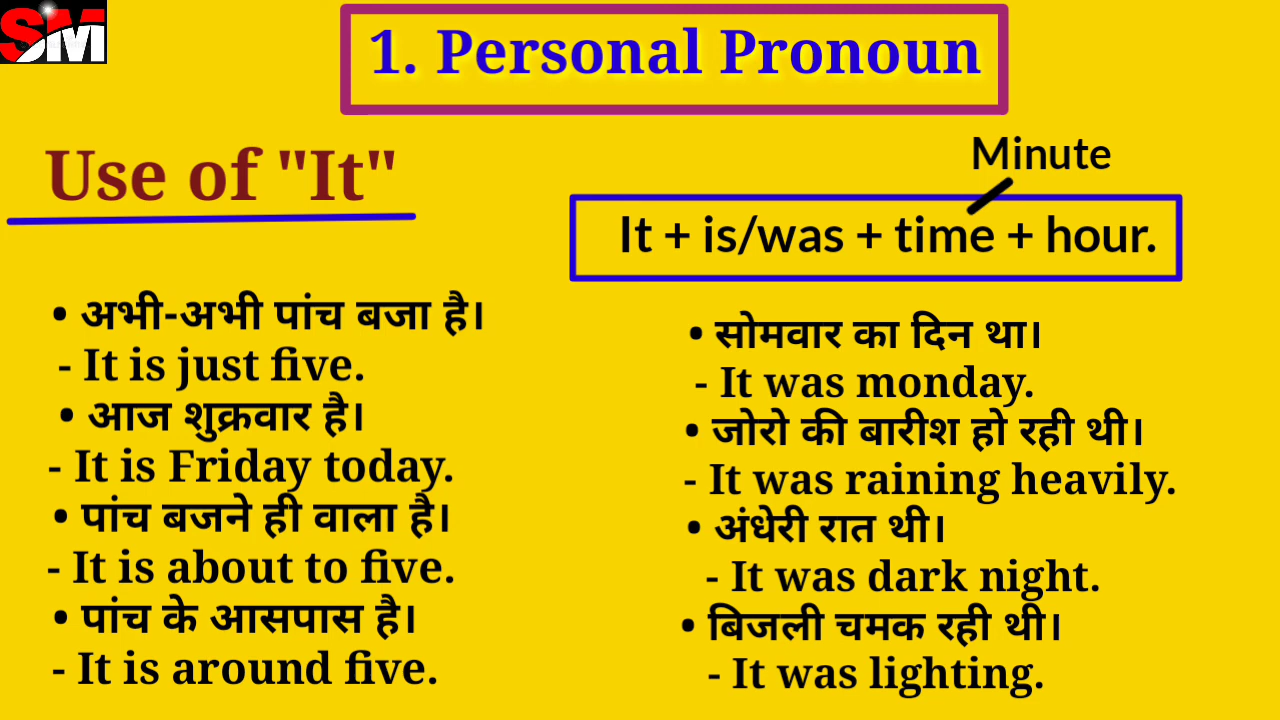 SiM
1. Personal Pronoun
Use of "It"
Minute
It + is/was + time + hour.
• अभी-अभी पांच बजा है।
- It is just five.
• आज शुक्रवार है।
- It is Friday today.
• पांच बजने ही वाला है।
- It is about to five.
• पांच के आसपास है।
- It is around five.
• सोमवार का दिन था।
- It was monday.
• जोरो की बारीश हो रही थी।
- It was raining heavily.
• अंधेरी रात थी।
- It was dark night.
• बिजली चमक रही थी।
- It was lighting.